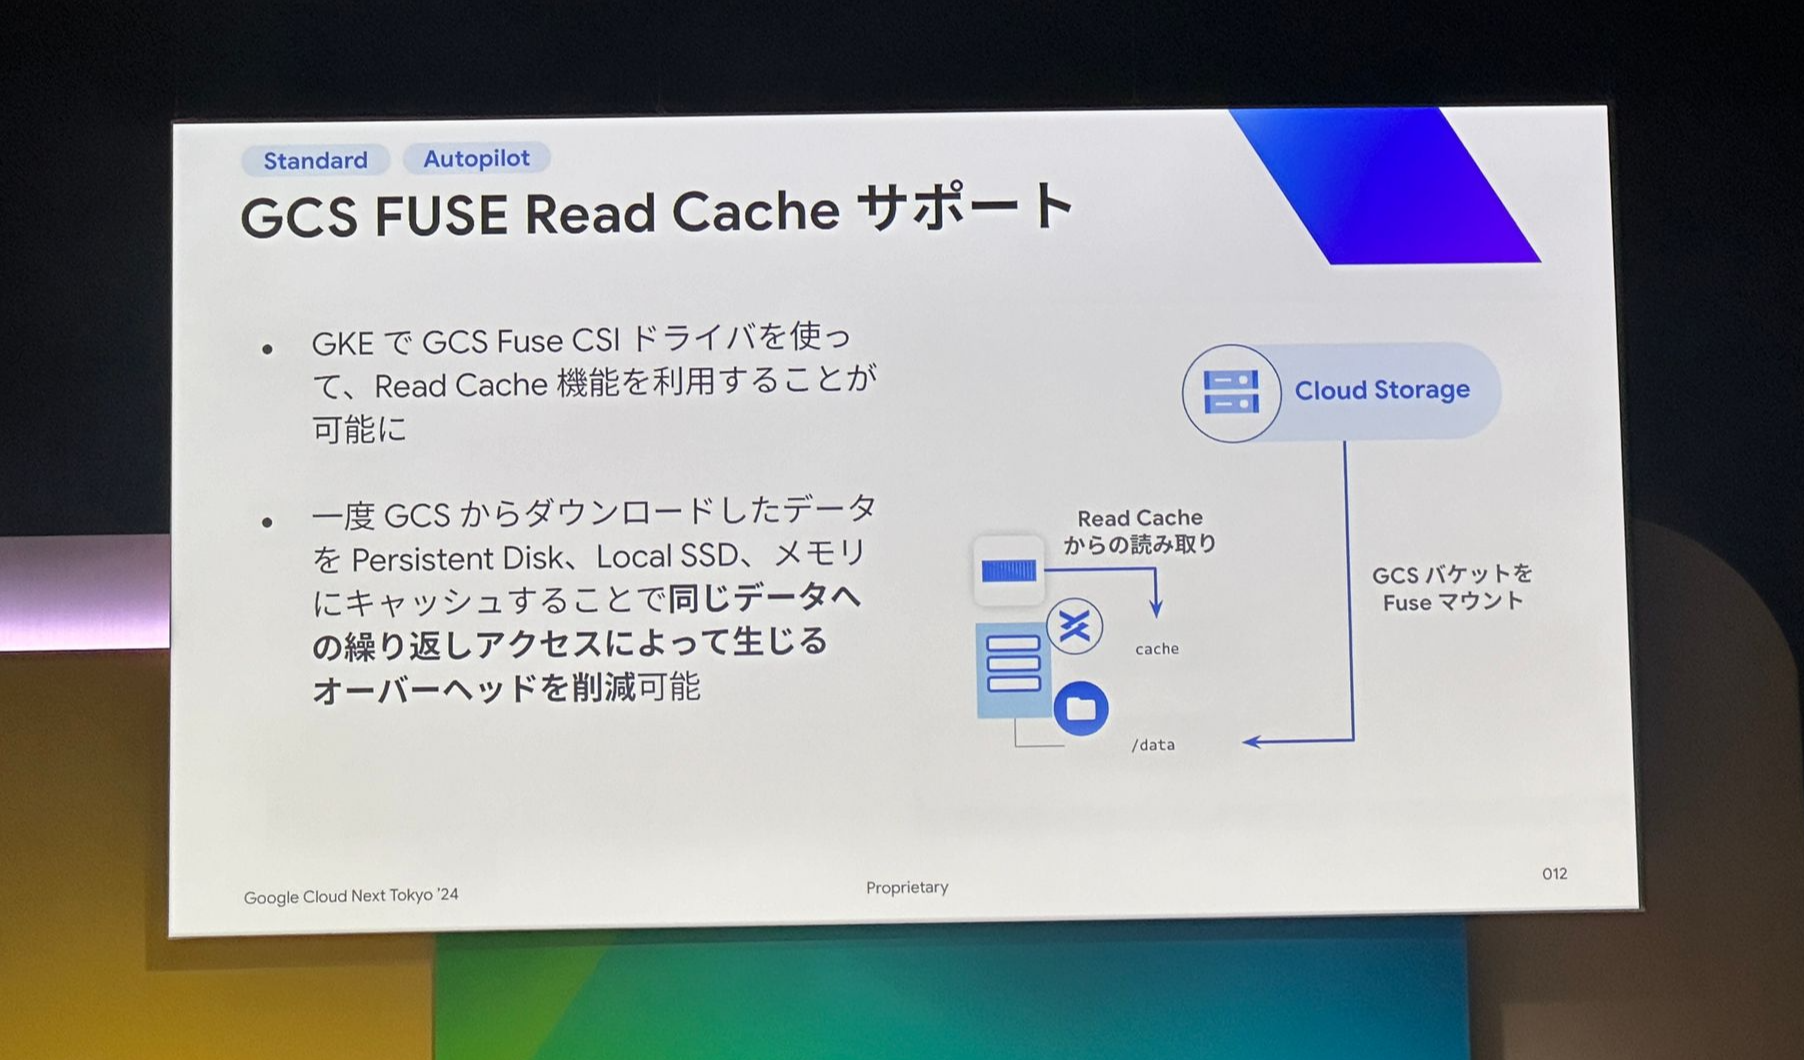 Standard Autopilot
GCS FUSE Read Cache サポート
• GKE で GCS Fuse CSI ドライバを使っ
て、Read Cache 機能を利用することが
可能に
• 一度 GCS からダウンロードしたデータ
を Persistent Disk、Local SSD、メモリ
にキャッシュすることで同じデータへ
の繰り返しアクセスによって生じる
オーバーヘッドを削減可能
Cloud Storage
Read Cache
からの読み取り
GCS バケットを
Fuse マウント
cache
/data
Google Cloud Next Tokyo ’24
Proprietary
012